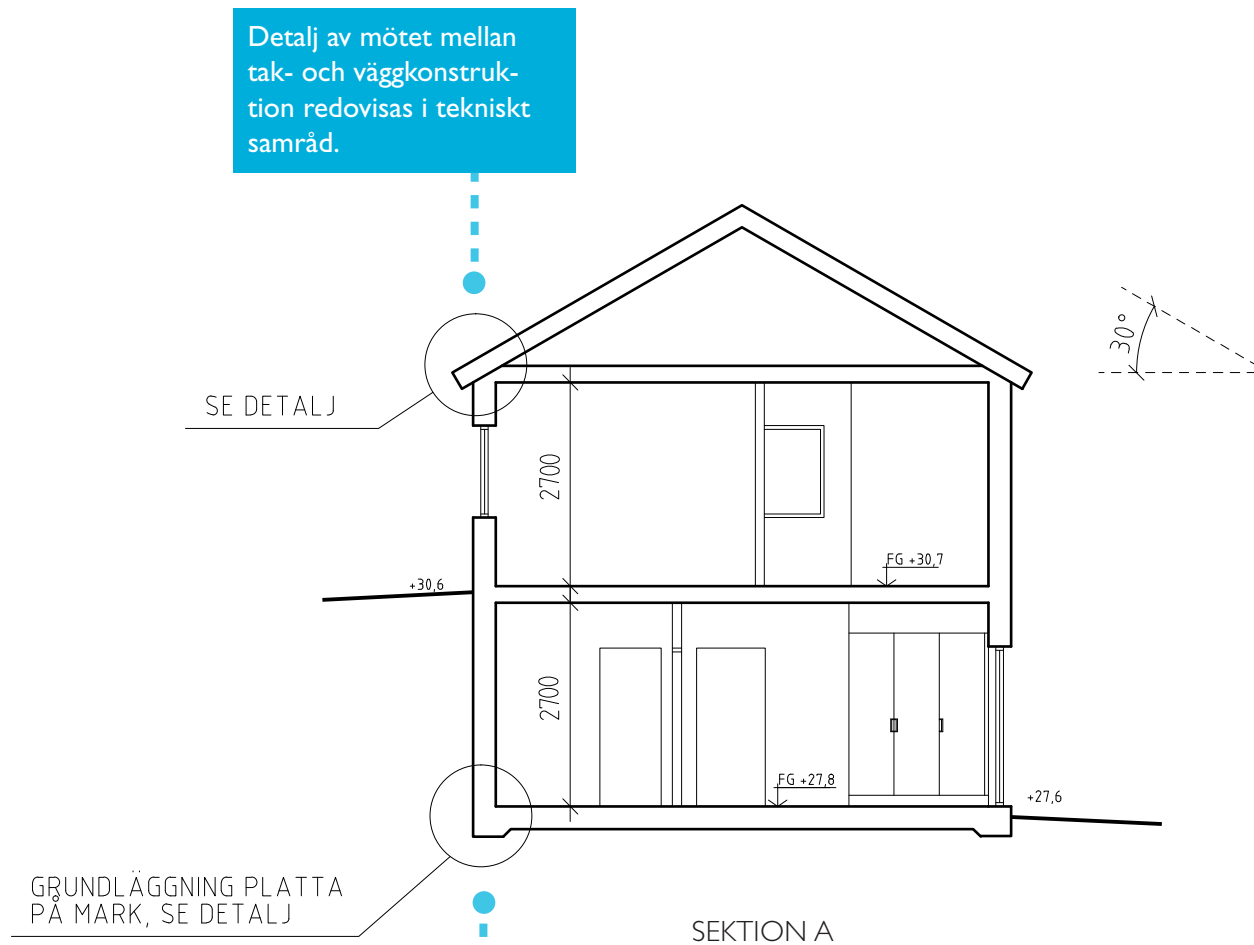 Detalj av mötet mellan
tak- och väggkonstruk-
tion redovisas i tekniskt
samråd.
30°
SE DETALJ
2700
FG +30,7
+30,6
2700
FG +27,8
+27,6
GRUNDLÄGGNING PLATTA
PÅ MARK, SE DETALJ
SEKTION A